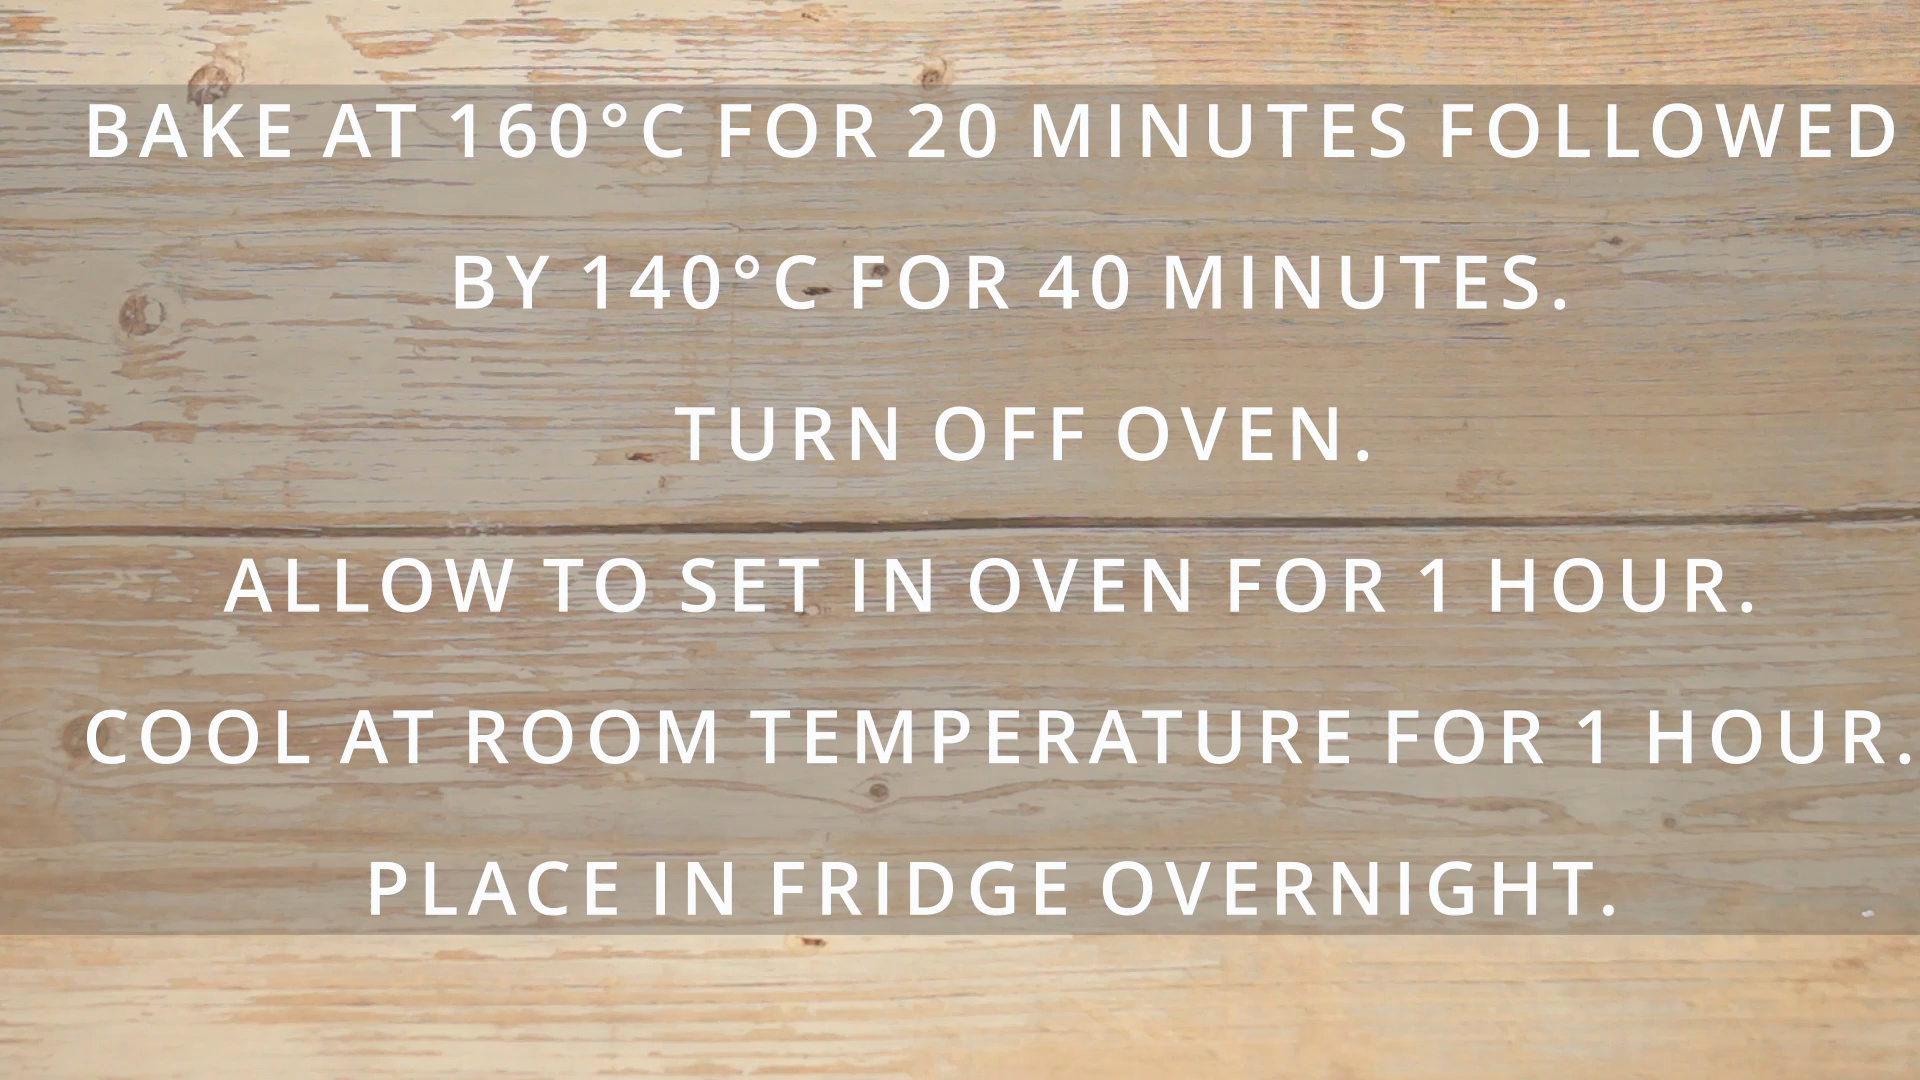 BAKE AT 160°C FOR 20 MINUTES FOLLOWED
BY 140°C FOR 40 MINUTES.
TURN OFF OVEN.
ALLOW TO SET IN OVEN FOR 1 HOUR.
COOL AT ROOM TEMPERATURE FOR 1 HOUR.
PLACE IN FRIDGE OVERNIGHT.